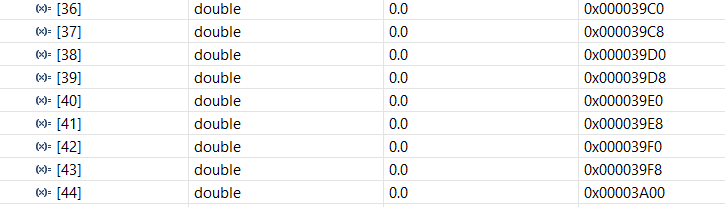 (x)= [36] double 0.0 0x000039C0
(x)= [37] double 0.0 0x000039C8
(x)= [38] double 0.0 0x000039D0
(x)= [39] double 0.0 0x000039D8
(x)= [40] double 0.0 0x000039E0
(x)= [41] double 0.0 0x000039E8
(x)= [42] double 0.0 0x000039F0
(x)= [43] double 0.0 0x000039F8
(x)= [44] double 0.0 0x00003A00